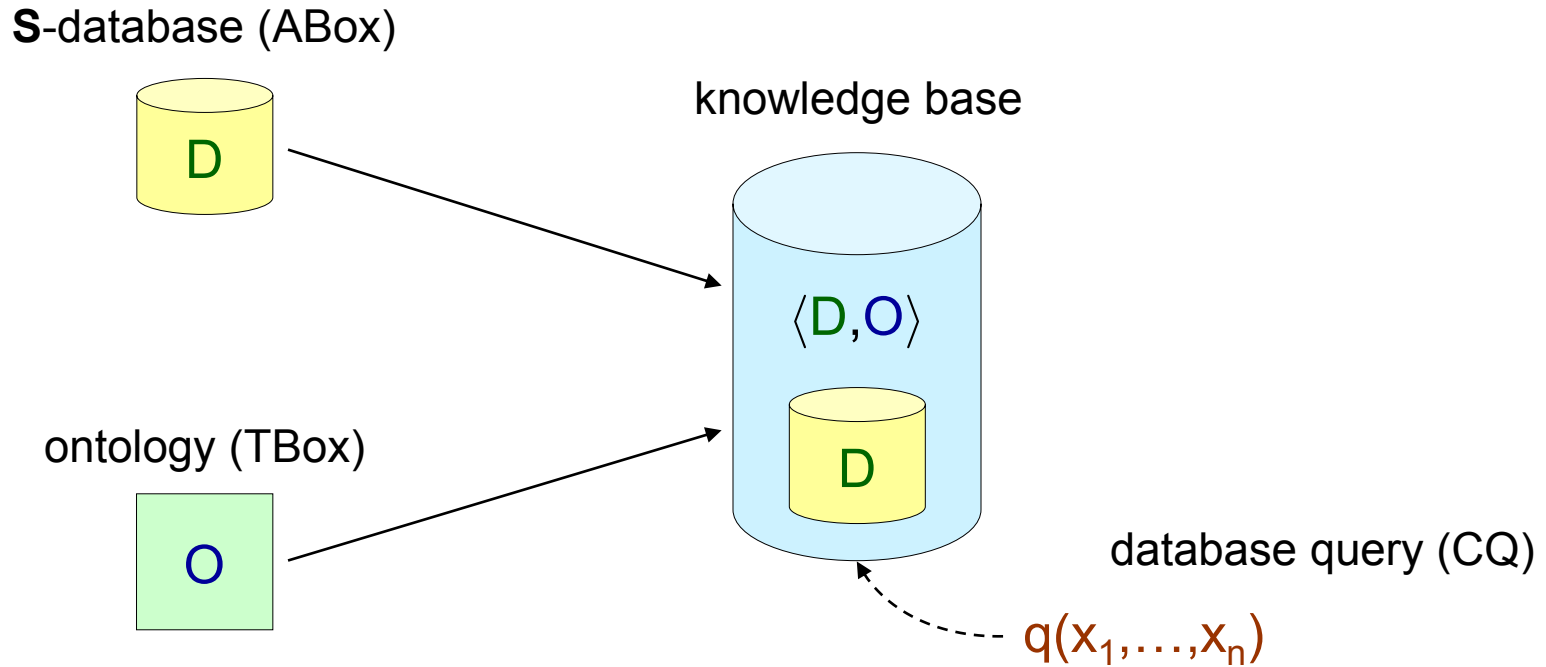 S-database (ABox)
D
knowledge base
⟨D,O⟩
D
ontology (TBox)
O
database query (CQ)
q(x₁,…,xₙ)